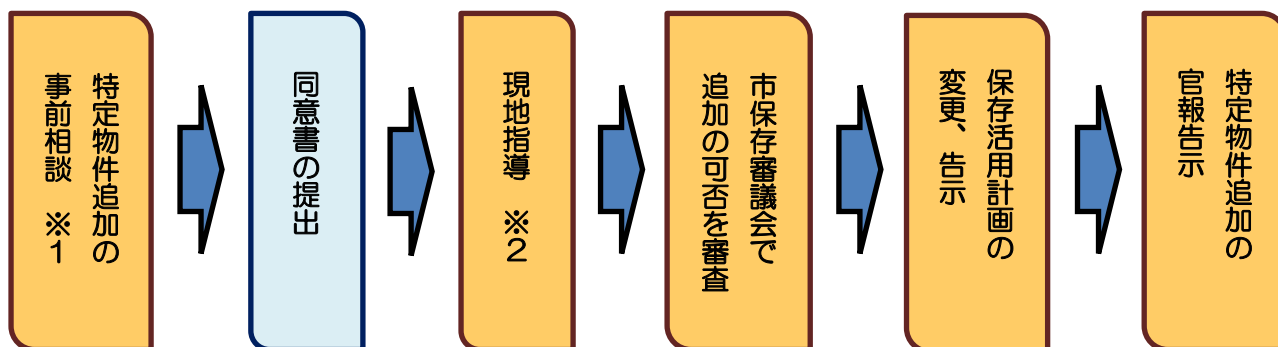 特定物件追加の
事前相談　※１
同意書の提出
現地指導　※２
市保存審議会で
追加の可否を審査
保存活用計画の
変更、告示
特定物件追加の
官報告示